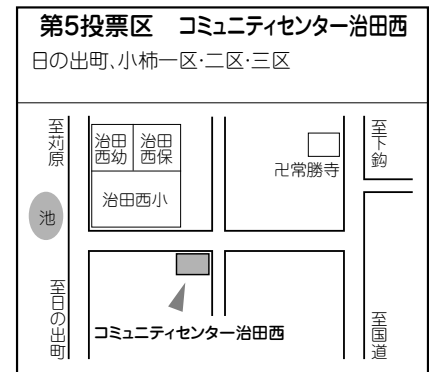 第5投票区 コミュニティセンター治田西
日の出町、小柿一区・二区・三区
至苅原
治田西幼
治田西保
治田西小
卍常勝寺
至下鈎
池
至日の出町
コミュニティセンター治田西
至国道